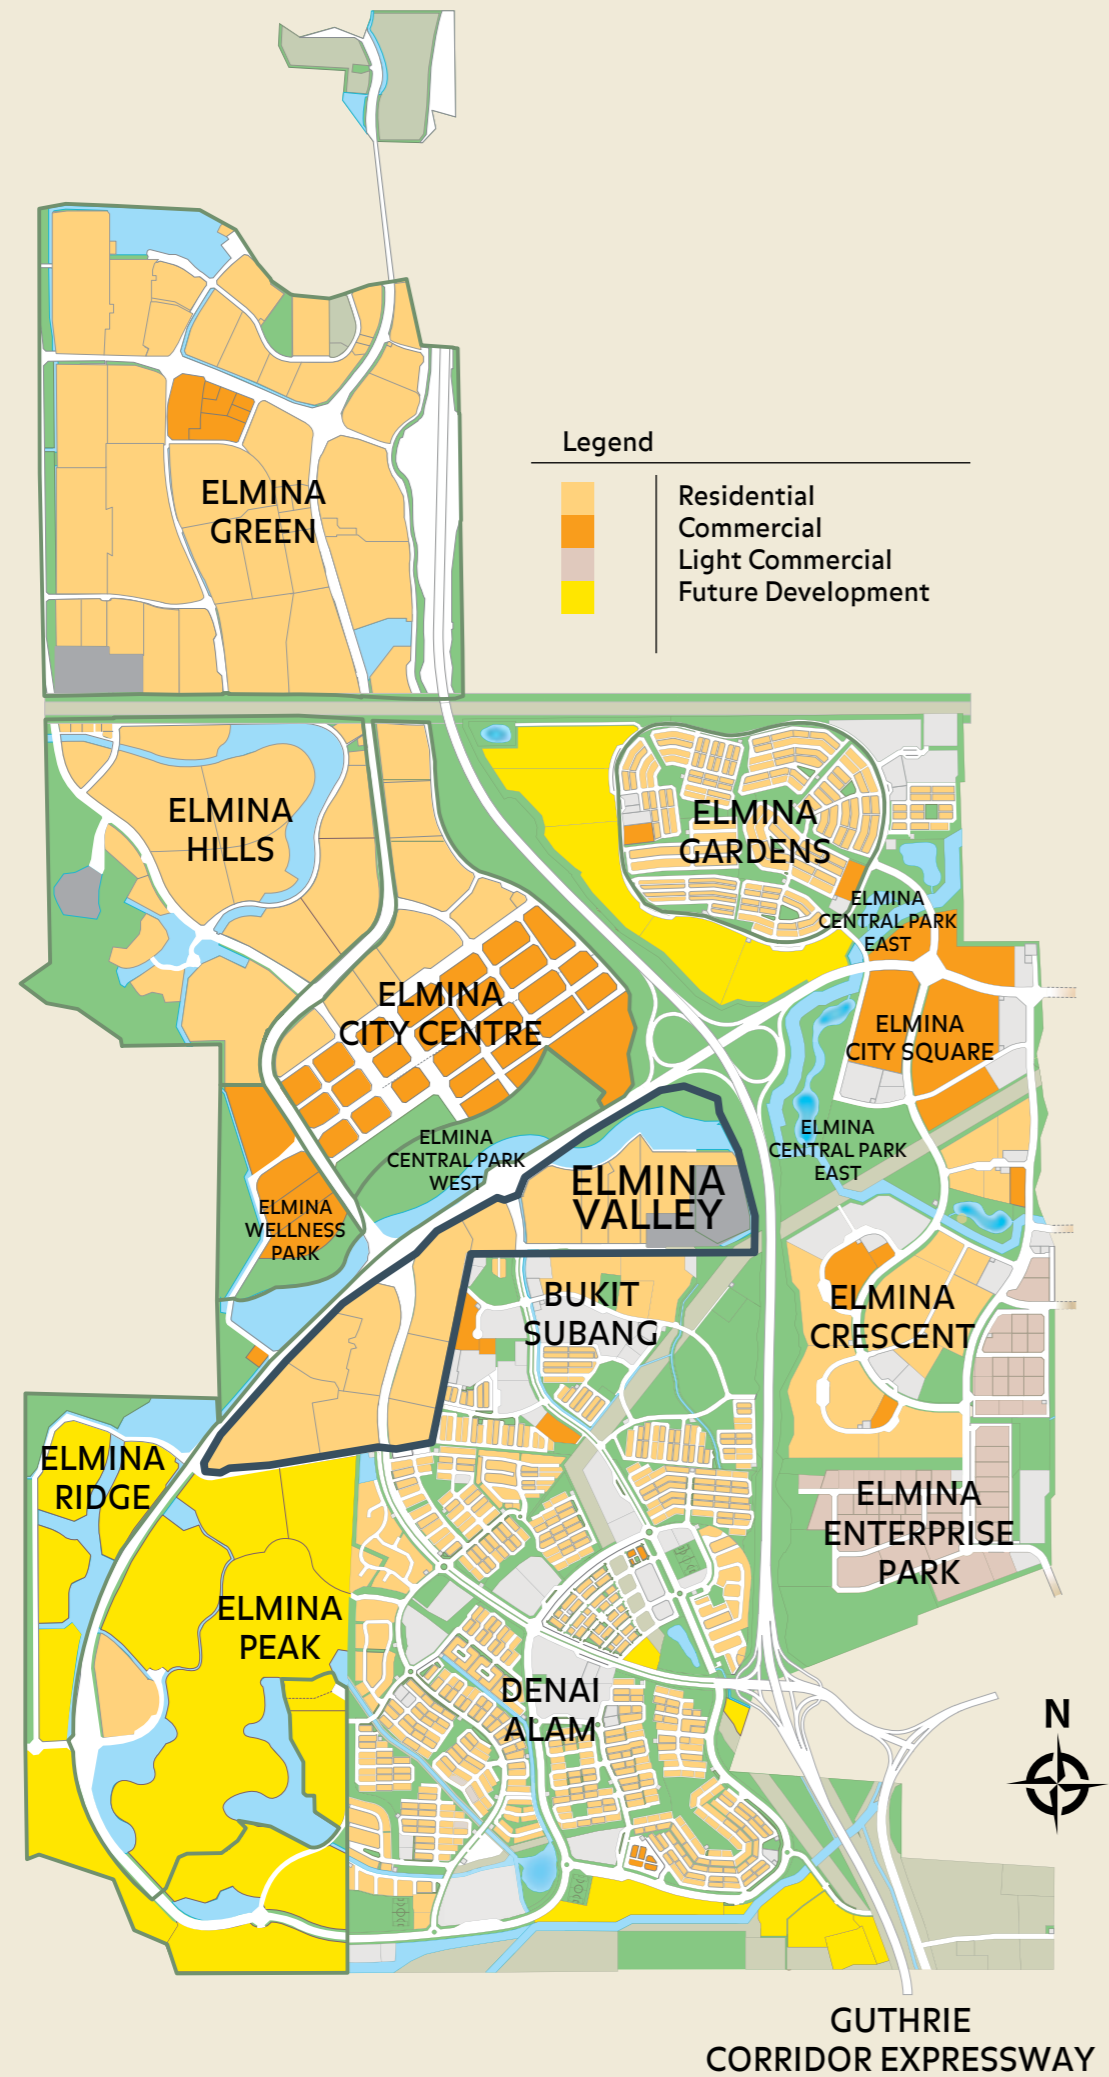 Legend
Residential
Commercial
Light Commercial
Future Development
ELMINA
GREEN
ELMINA
HILLS
ELMINA
GARDENS
ELMINA
CENTRAL PARK
EAST
ELMINA
CITY CENTRE
ELMINA
CITY SQUARE
ELMINA
CENTRAL PARK
WEST
ELMINA
CENTRAL PARK
EAST
ELMINA
VALLEY
ELMINA
WELLNESS
PARK
BUKIT
SUBANG
ELMINA
CRESCENT
ELMINA
RIDGE
ELMINA
ENTERPRISE
PARK
ELMINA
PEAK
DENAI
ALAM
N
GUTHRIE
CORRIDOR EXPRESSWAY